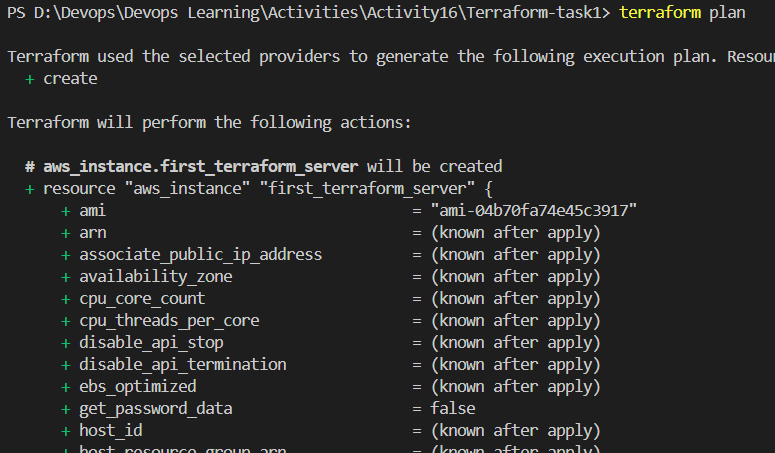 PS D:\Devops\Devops Learning\Activities\Activity16\Terraform-task1> terraform plan
Terraform used the selected providers to generate the following execution plan.
+ create
Terraform will perform the following actions:
# aws_instance.first_terraform_server will be created
+ resource "aws_instance" "first_terraform_server" {
+ ami = "ami-04b70fa74e45c3917"
+ arn = (known after apply)
+ associate_public_ip_address = (known after apply)
+ availability_zone = (known after apply)
+ cpu_core_count = (known after apply)
+ cpu_threads_per_core = (known after apply)
+ disable_api_stop = (known after apply)
+ disable_api_termination = (known after apply)
+ ebs_optimized = (known after apply)
+ get_password_data = false
+ host_id = (known after apply)
+ host_resource_group_arn = (known after apply)